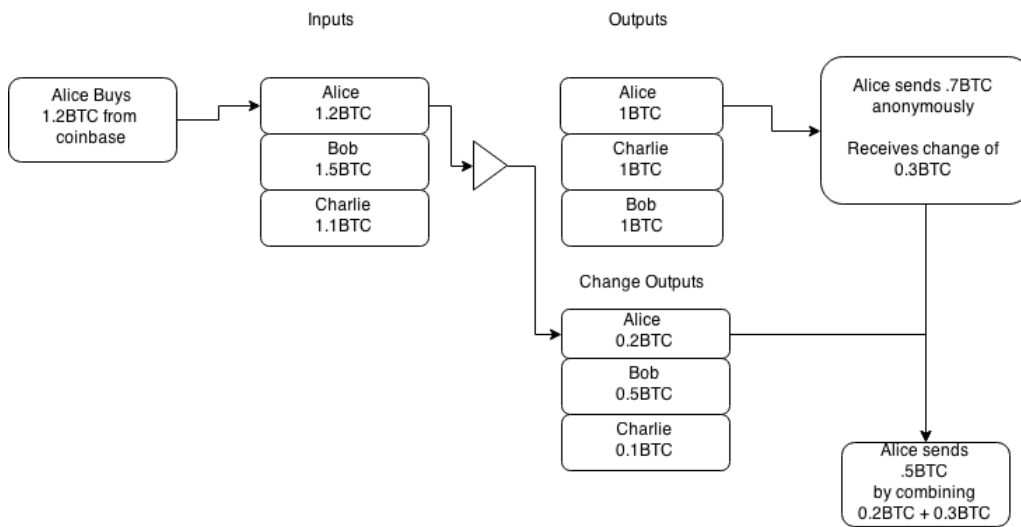 Inputs
Outputs
Alice Buys
1.2BTC from
coinbase
Alice
1.2BTC
Bob
1.5BTC
Charlie
1.1BTC
Alice
1BTC
Charlie
1BTC
Bob
1BTC
Alice sends .7BTC
anonymously
Receives change of
0.3BTC
Change Outputs
Alice
0.2BTC
Bob
0.5BTC
Charlie
0.1BTC
Alice sends
.5BTC
by combining
0.2BTC + 0.3BTC